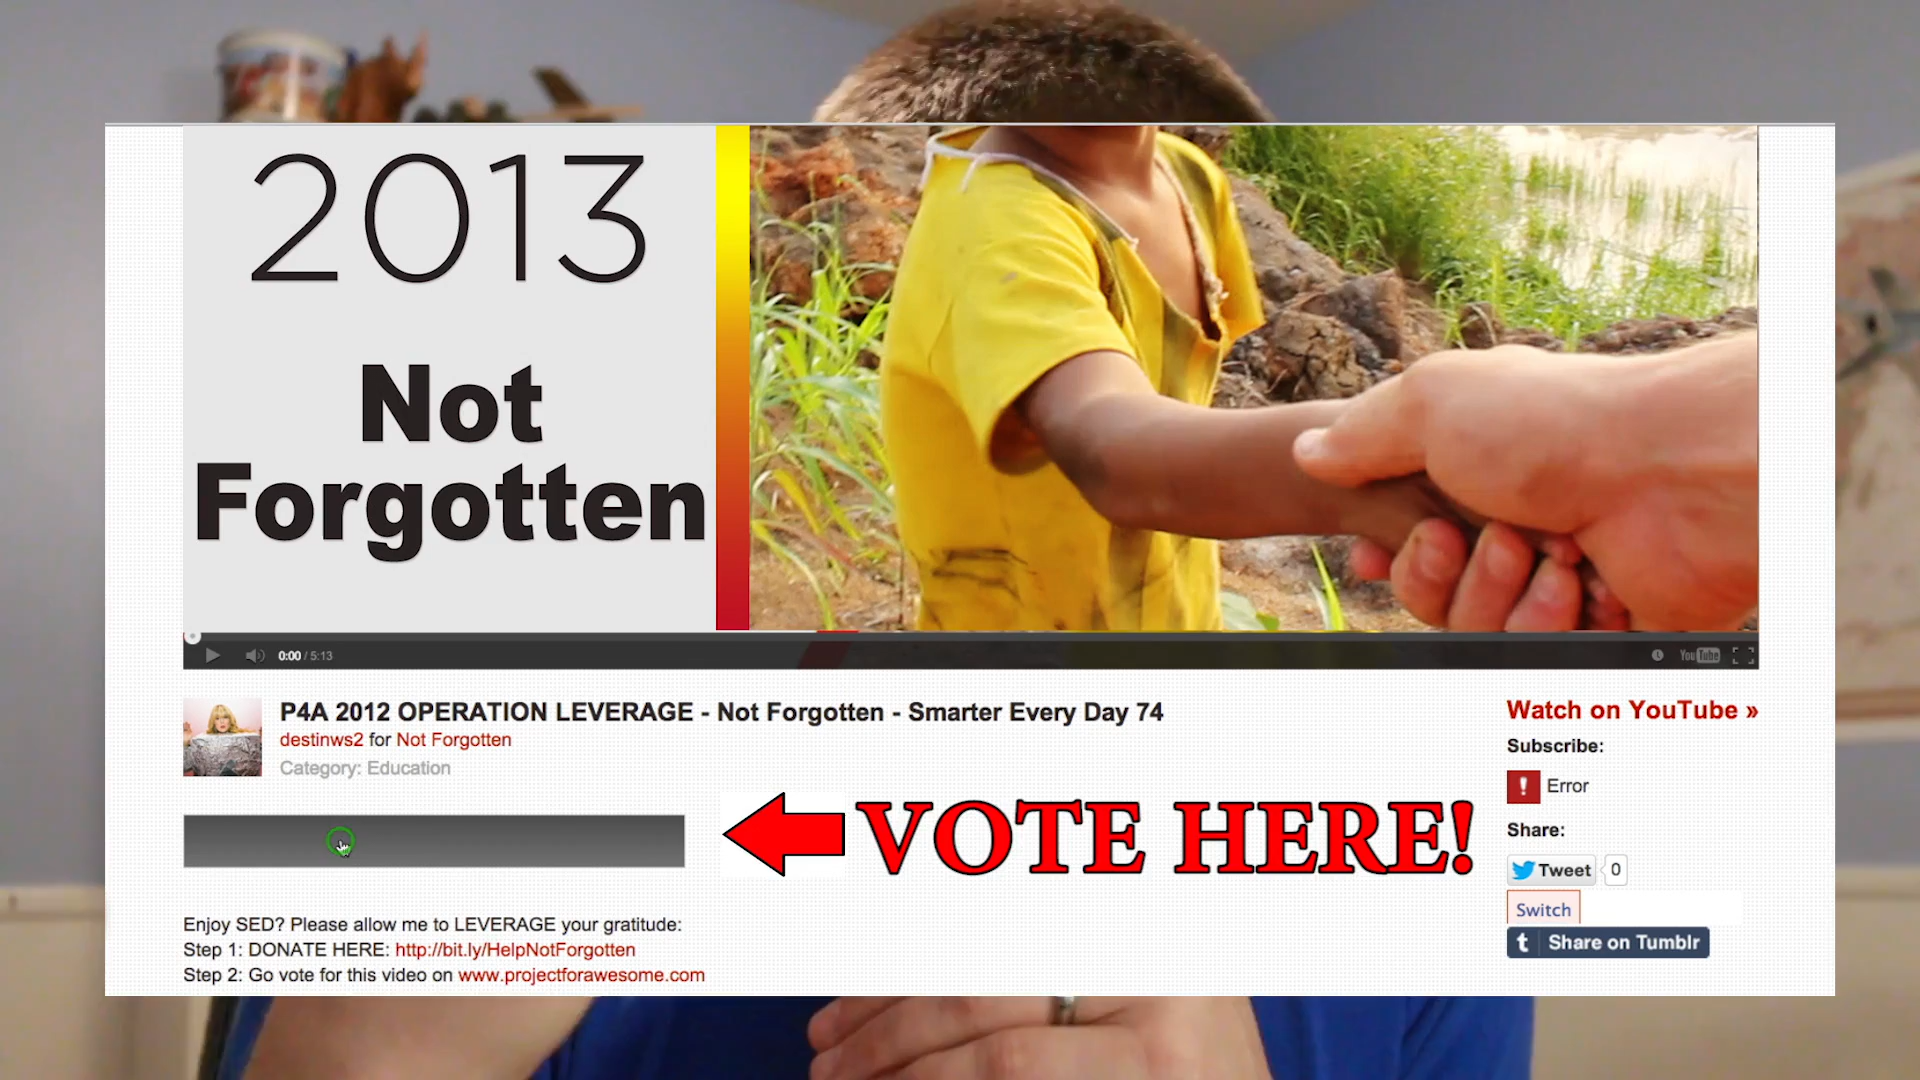 2013
Not
Forgotten
0:00 / 5:13
YouTube
P4A 2012 OPERATION LEVERAGE - Not Forgotten - Smarter Every Day 74
destinws2 for Not Forgotten
Category: Education
VOTE HERE!
Enjoy SED? Please allow me to LEVERAGE your gratitude:
Step 1: DONATE HERE: http://bit.ly/HelpNotForgotten
Step 2: Go vote for this video on www.projectforawesome.com
Watch on YouTube »
Subscribe:
! Error
Share:
Tweet 0
Switch
t Share on Tumblr